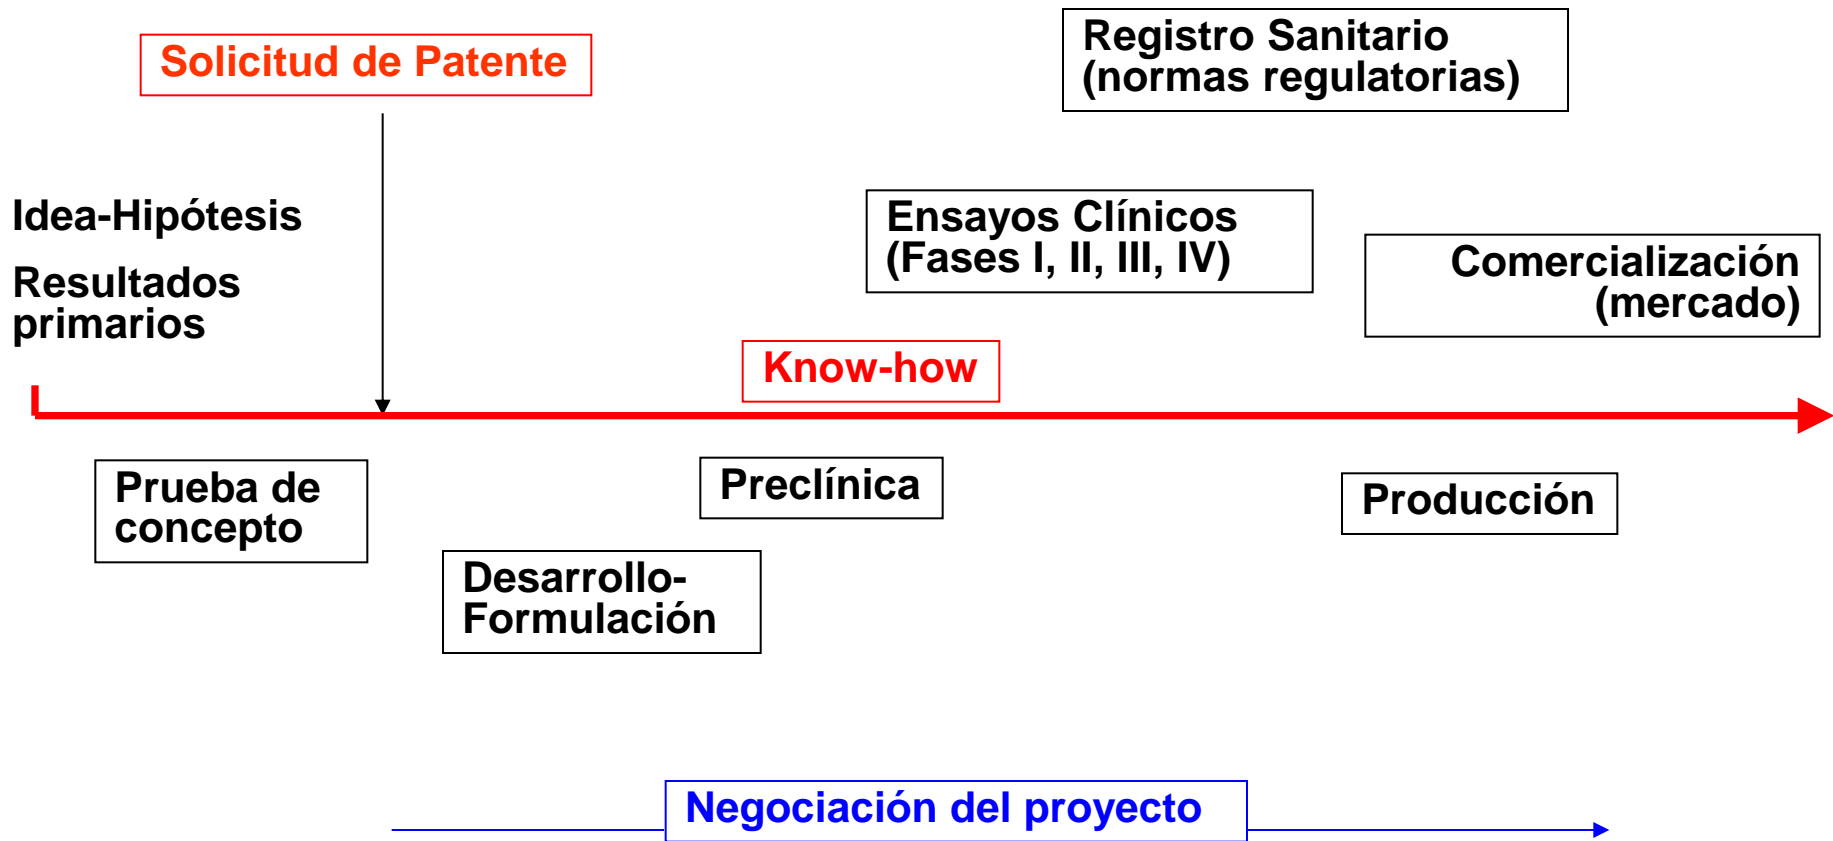 Solicitud de Patente
Registro Sanitario
(normas regulatorias)
Idea-Hipótesis
Resultados
primarios
Ensayos Clínicos
(Fases I, II, III, IV)
Comercialización
(mercado)
Know-how
Prueba de
concepto
Preclínica
Producción
Desarrollo-
Formulación
Negociación del proyecto